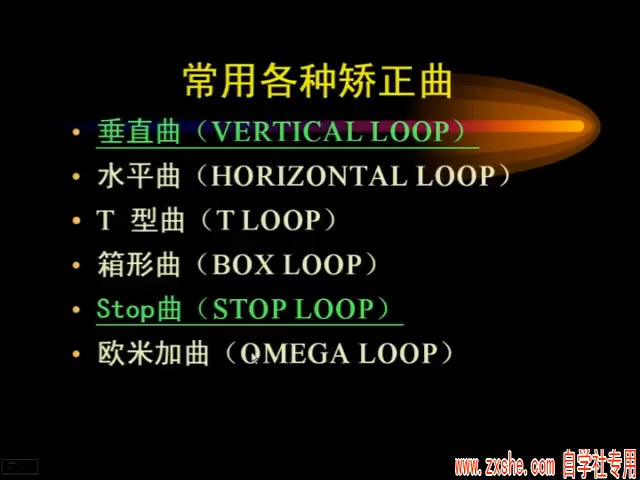 常用各种矫正曲
• 垂直曲（VERTICAL LOOP）
• 水平曲（HORIZONTAL LOOP）
• T 型曲（T LOOP）
• 箱形曲（BOX LOOP）
• Stop曲（STOP LOOP）
• 欧米加曲（OMEGA LOOP）
www.zxshe.com 自学社专用